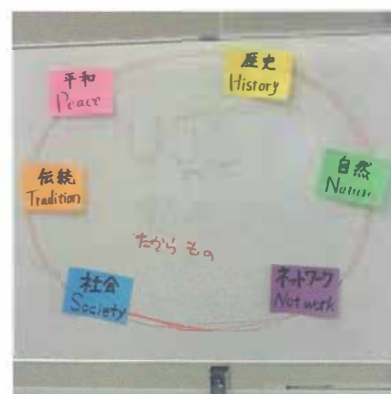 歴史
History
平和
Peace
自然
Nature
伝統
Tradition
たからもの
社会
Society
ネットワーク
Network